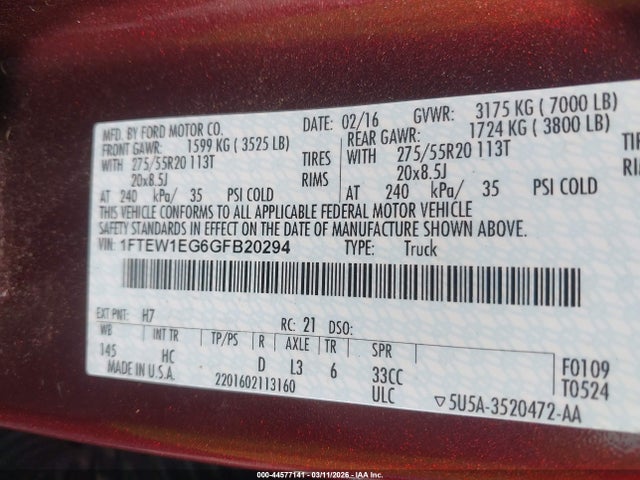 MFD. BY FORD MOTOR CO.
DATE: 02/16 GVWR: 3175 KG ( 7000 LB)
FRONT GAWR: 1599 KG ( 3525 LB) REAR GAWR: 1724 KG ( 3800 LB)
WITH 275/55R20 113T TIRES WITH 275/55R20 113T TIRES
20x8.5J RIMS 20x8.5J RIMS
AT 240 kPa/ 35 PSI COLD AT 240 kPa/ 35 PSI COLD
THIS VEHICLE CONFORMS TO ALL APPLICABLE FEDERAL MOTOR VEHICLE
SAFETY STANDARDS IN EFFECT ON THE DATE OF MANUFACTURE SHOWN ABOVE.
VIN: 1FTEW1EG6GFB20294 TYPE: Truck
EXT PNT: H7 RC: 21 DSO:
WB INT TR TP/PS R AXLE TR SPR
145 HC D L3 6 33CC F0109
MADE IN U.S.A. 2201602113160 ULC T0524
▽5U5A-3520472-AA
000-44577141 - 03/11/2026 - IAA Inc.